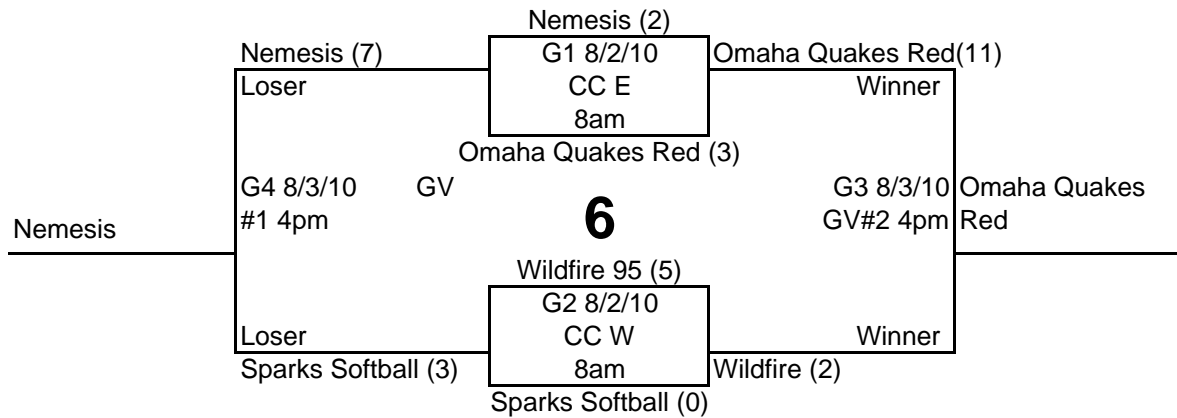 Nemesis (2)
Nemesis (7)
G1 8/2/10
Omaha Quakes Red(11)
Loser
CC E
Winner
8am
Omaha Quakes Red (3)
G4 8/3/10 GV
G3 8/3/10
Omaha Quakes
#1 4pm
6
GV#2 4pm
Red
Nemesis
Wildfire 95 (5)
G2 8/2/10
Loser
CC W
Winner
Sparks Softball (3)
8am
Wildfire (2)
Sparks Softball (0)